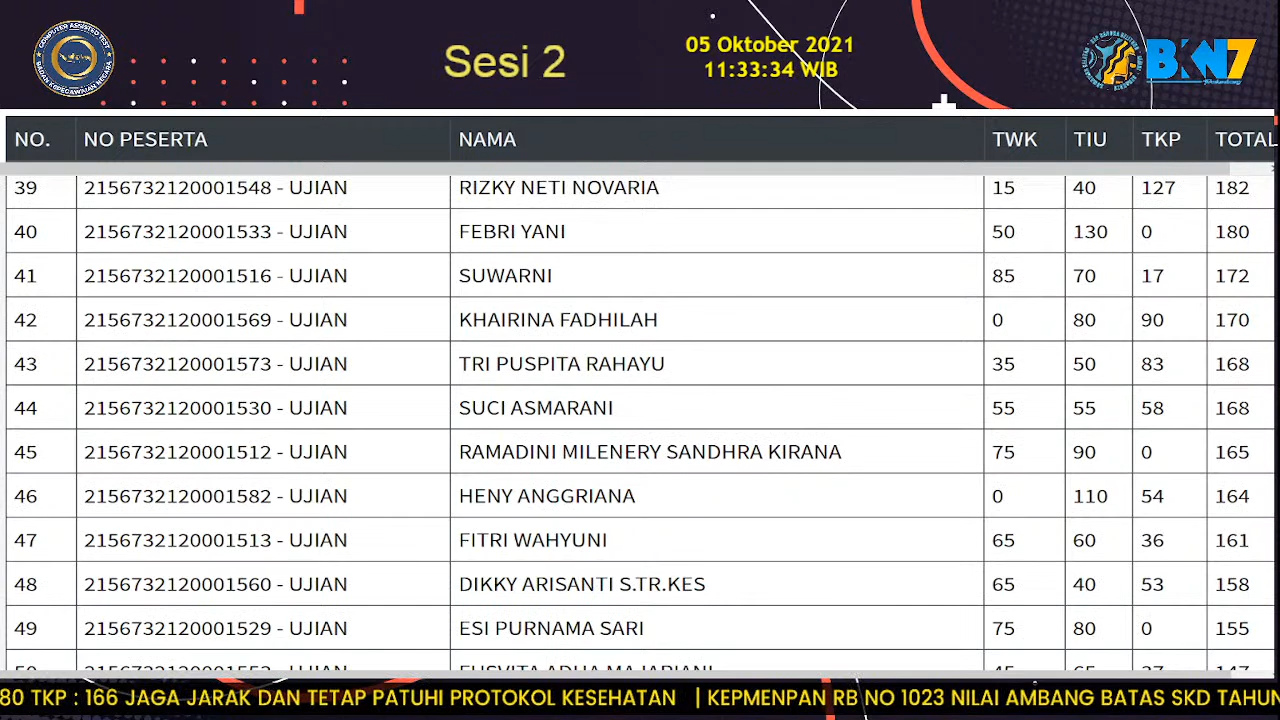 COMPUTER ASSISTED TEST
BADAN KEPEGAWAIAN NEGARA
Sesi 2
05 Oktober 2021
11:33:34 WIB
BKN7
NO. NO PESERTA NAMA TWK TIU TKP TOTAL
39 2156732120001548 - UJIAN RIZKY NETI NOVARIA 15 40 127 182
40 2156732120001533 - UJIAN FEBRI YANI 50 130 0 180
41 2156732120001516 - UJIAN SUWARNI 85 70 17 172
42 2156732120001569 - UJIAN KHAIRINA FADHILAH 0 80 90 170
43 2156732120001573 - UJIAN TRI PUSPITA RAHAYU 35 50 83 168
44 2156732120001530 - UJIAN SUCI ASMARANI 55 55 58 168
45 2156732120001512 - UJIAN RAMADINI MILENERY SANDHRA KIRANA 75 90 0 165
46 2156732120001582 - UJIAN HENY ANGGRIANA 0 110 54 164
47 2156732120001513 - UJIAN FITRI WAHYUNI 65 60 36 161
48 2156732120001560 - UJIAN DIKKY ARISANTI S.TR.KES 65 40 53 158
49 2156732120001529 - UJIAN ESI PURNAMA SARI 75 80 0 155
80 TKP : 166 JAGA JARAK DAN TETAP PATUHI PROTOKOL KESEHATAN | KEPMENPAN RB NO 1023 NILAI AMBANG BATAS SKD TAHUN